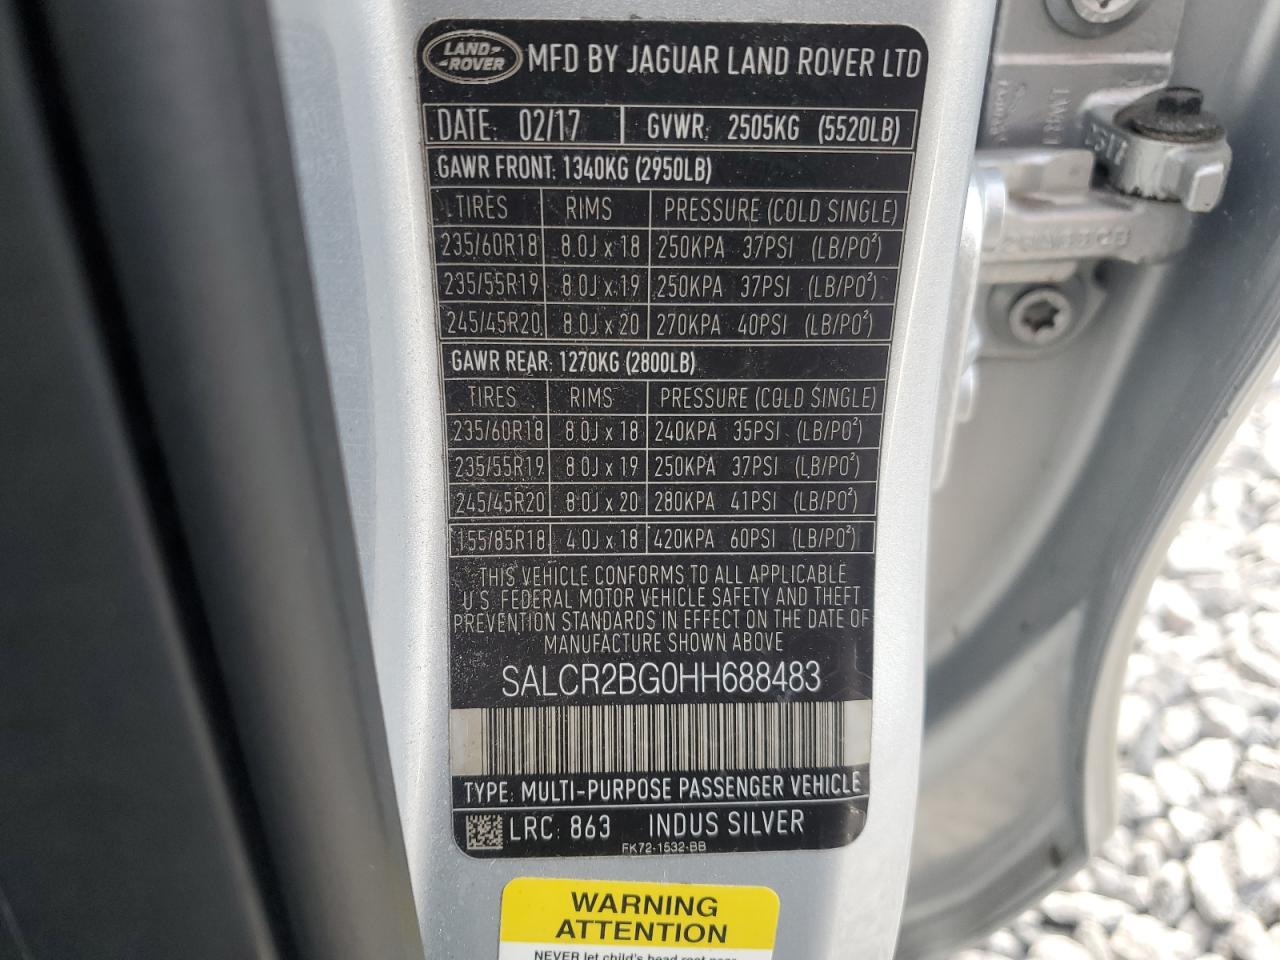 LAND ROVER MFD BY JAGUAR LAND ROVER LTD
DATE: 02/17 GVWR: 2505KG (5520LB)
GAWR FRONT: 1340KG (2950LB)
TIRES RIMS PRESSURE (COLD SINGLE)
235/60R18 8.0J x 18 250KPA 37PSI (LB/PO²)
235/55R19 8.0J x 19 250KPA 37PSI (LB/PO²)
245/45R20 8.0J x 20 270KPA 40PSI (LB/PO²)
GAWR REAR: 1270KG (2800LB)
TIRES RIMS PRESSURE (COLD SINGLE)
235/60R18 8.0J x 18 240KPA 35PSI (LB/PO²)
235/55R19 8.0J x 19 250KPA 37PSI (LB/PO²)
245/45R20 8.0J x 20 280KPA 41PSI (LB/PO²)
155/85R18 4.0J x 18 420KPA 60PSI (LB/PO²)
THIS VEHICLE CONFORMS TO ALL APPLICABLE
U.S. FEDERAL MOTOR VEHICLE SAFETY AND THEFT
PREVENTION STANDARDS IN EFFECT ON THE DATE OF
MANUFACTURE SHOWN ABOVE
SALCR2BG0HH688483
TYPE: MULTI-PURPOSE PASSENGER VEHICLE
LRC: 863 INDUS SILVER
FK72-1532-BB
WARNING
ATTENTION
NEVER let child's head rest near